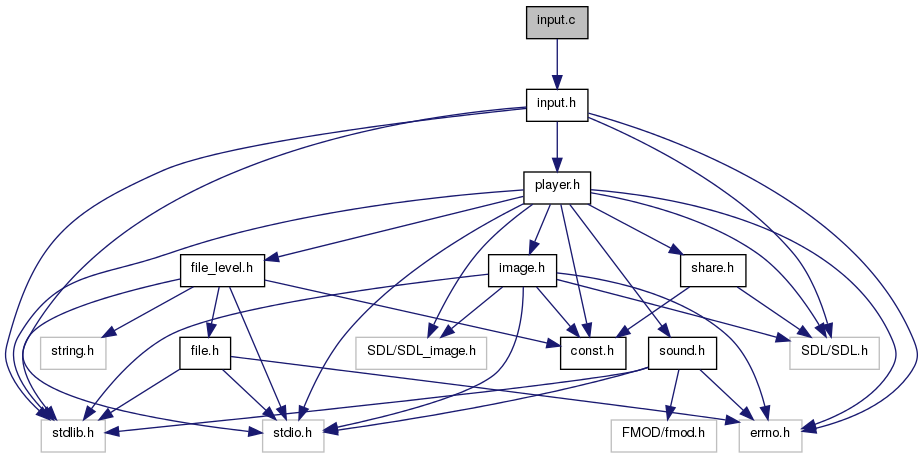 input.c
input.h
player.h
file_level.h
image.h
share.h
string.h
file.h
SDL/SDL_image.h
const.h
sound.h
SDL/SDL.h
stdlib.h
stdio.h
FMOD/fmod.h
errno.h